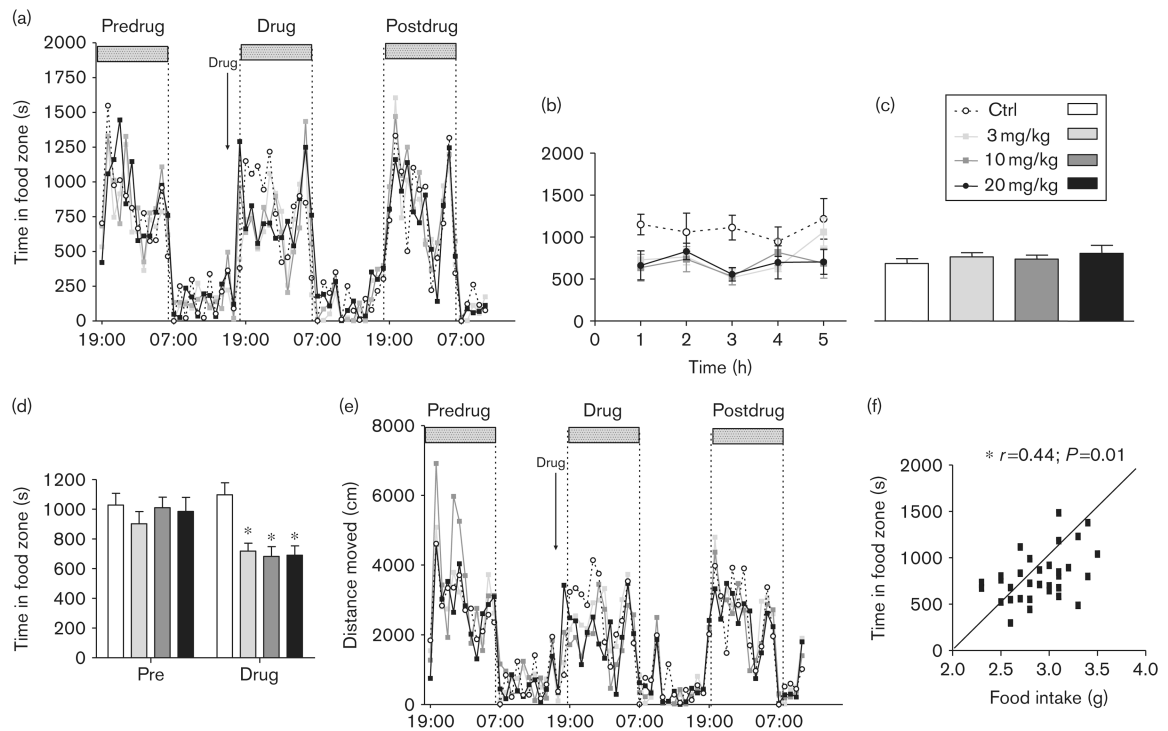 (a)
Predrug
Drug
Postdrug
Drug
2000
1750
1500
1250
1000
750
500
250
0
Time in food zone (s)
19:00 07:00 19:00 07:00 19:00 07:00
(b)
2000
1500
1000
500
0
0 1 2 3 4 5
Time (h)
(c)
Ctrl
3 mg/kg
10 mg/kg
20 mg/kg
(d)
1200
1000
800
600
400
200
0
Time in food zone (s)
* * *
Pre Drug
(e)
Predrug
Drug
Postdrug
Drug
8000
6000
4000
2000
0
Distance moved (cm)
19:00 07:00 19:00 07:00 19:00 07:00
(f)
* r=0.44; P=0.01
2000
1500
1000
500
0
Time in food zone (s)
2.0 2.5 3.0 3.5 4.0
Food intake (g)